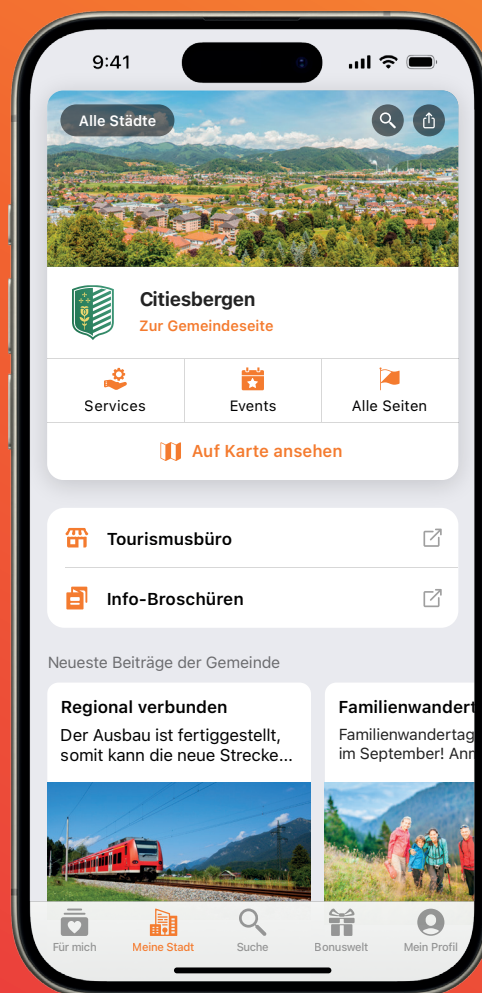 9:41
Alle Städte
Citiesbergen
Zur Gemeindeseite
Services
Events
Alle Seiten
Auf Karte ansehen
Tourismusbüro
Info-Broschüren
Neueste Beiträge der Gemeinde
Regional verbunden
Der Ausbau ist fertiggestellt,
somit kann die neue Strecke...
Familienwandert
Familienwandertag
im September! Anr
Für mich
Meine Stadt
Suche
Bonuswelt
Mein Profil